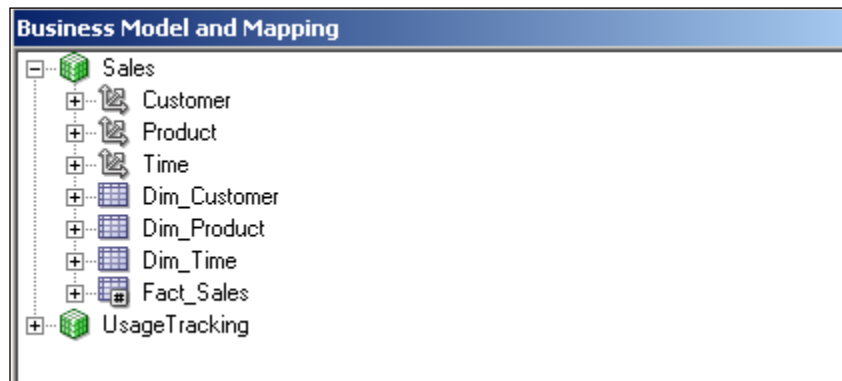 Business Model and Mapping
Sales
Customer
Product
Time
Dim_Customer
Dim_Product
Dim_Time
Fact_Sales
UsageTracking